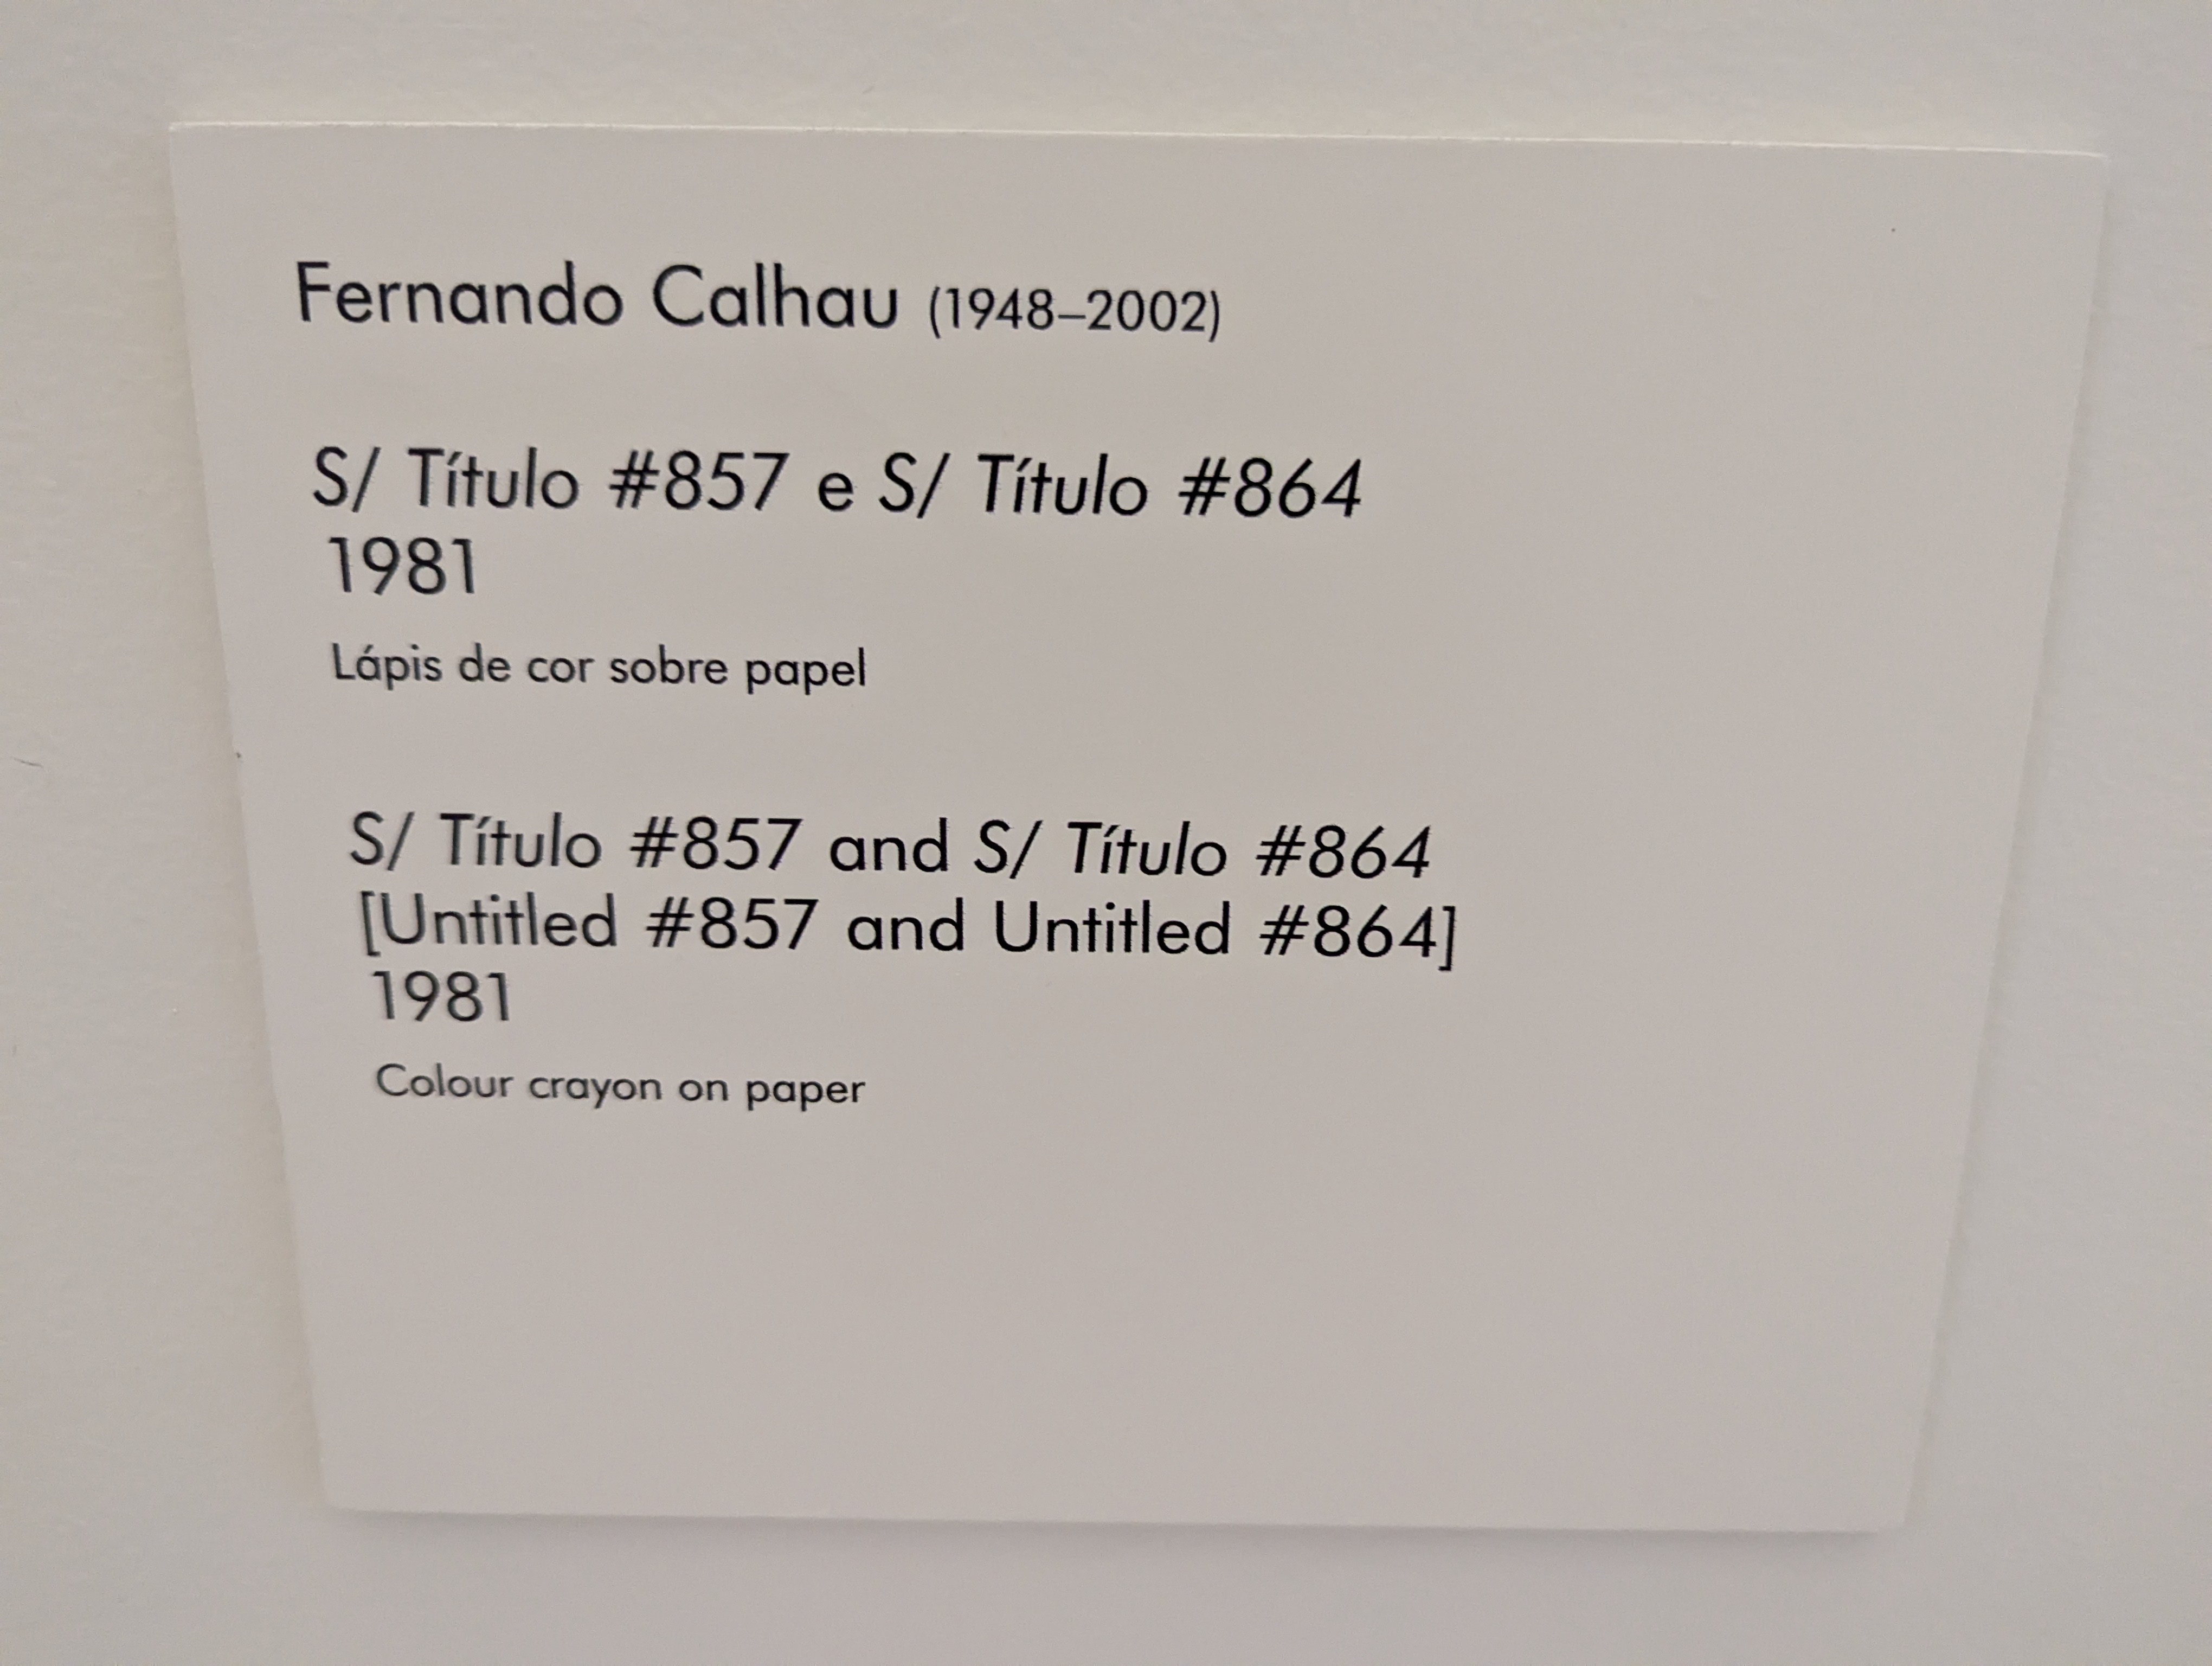 Fernando Calhau (1948–2002)
S/ Título #857 e S/ Título #864
1981
Lápis de cor sobre papel
S/ Título #857 and S/ Título #864
[Untitled #857 and Untitled #864]
1981
Colour crayon on paper